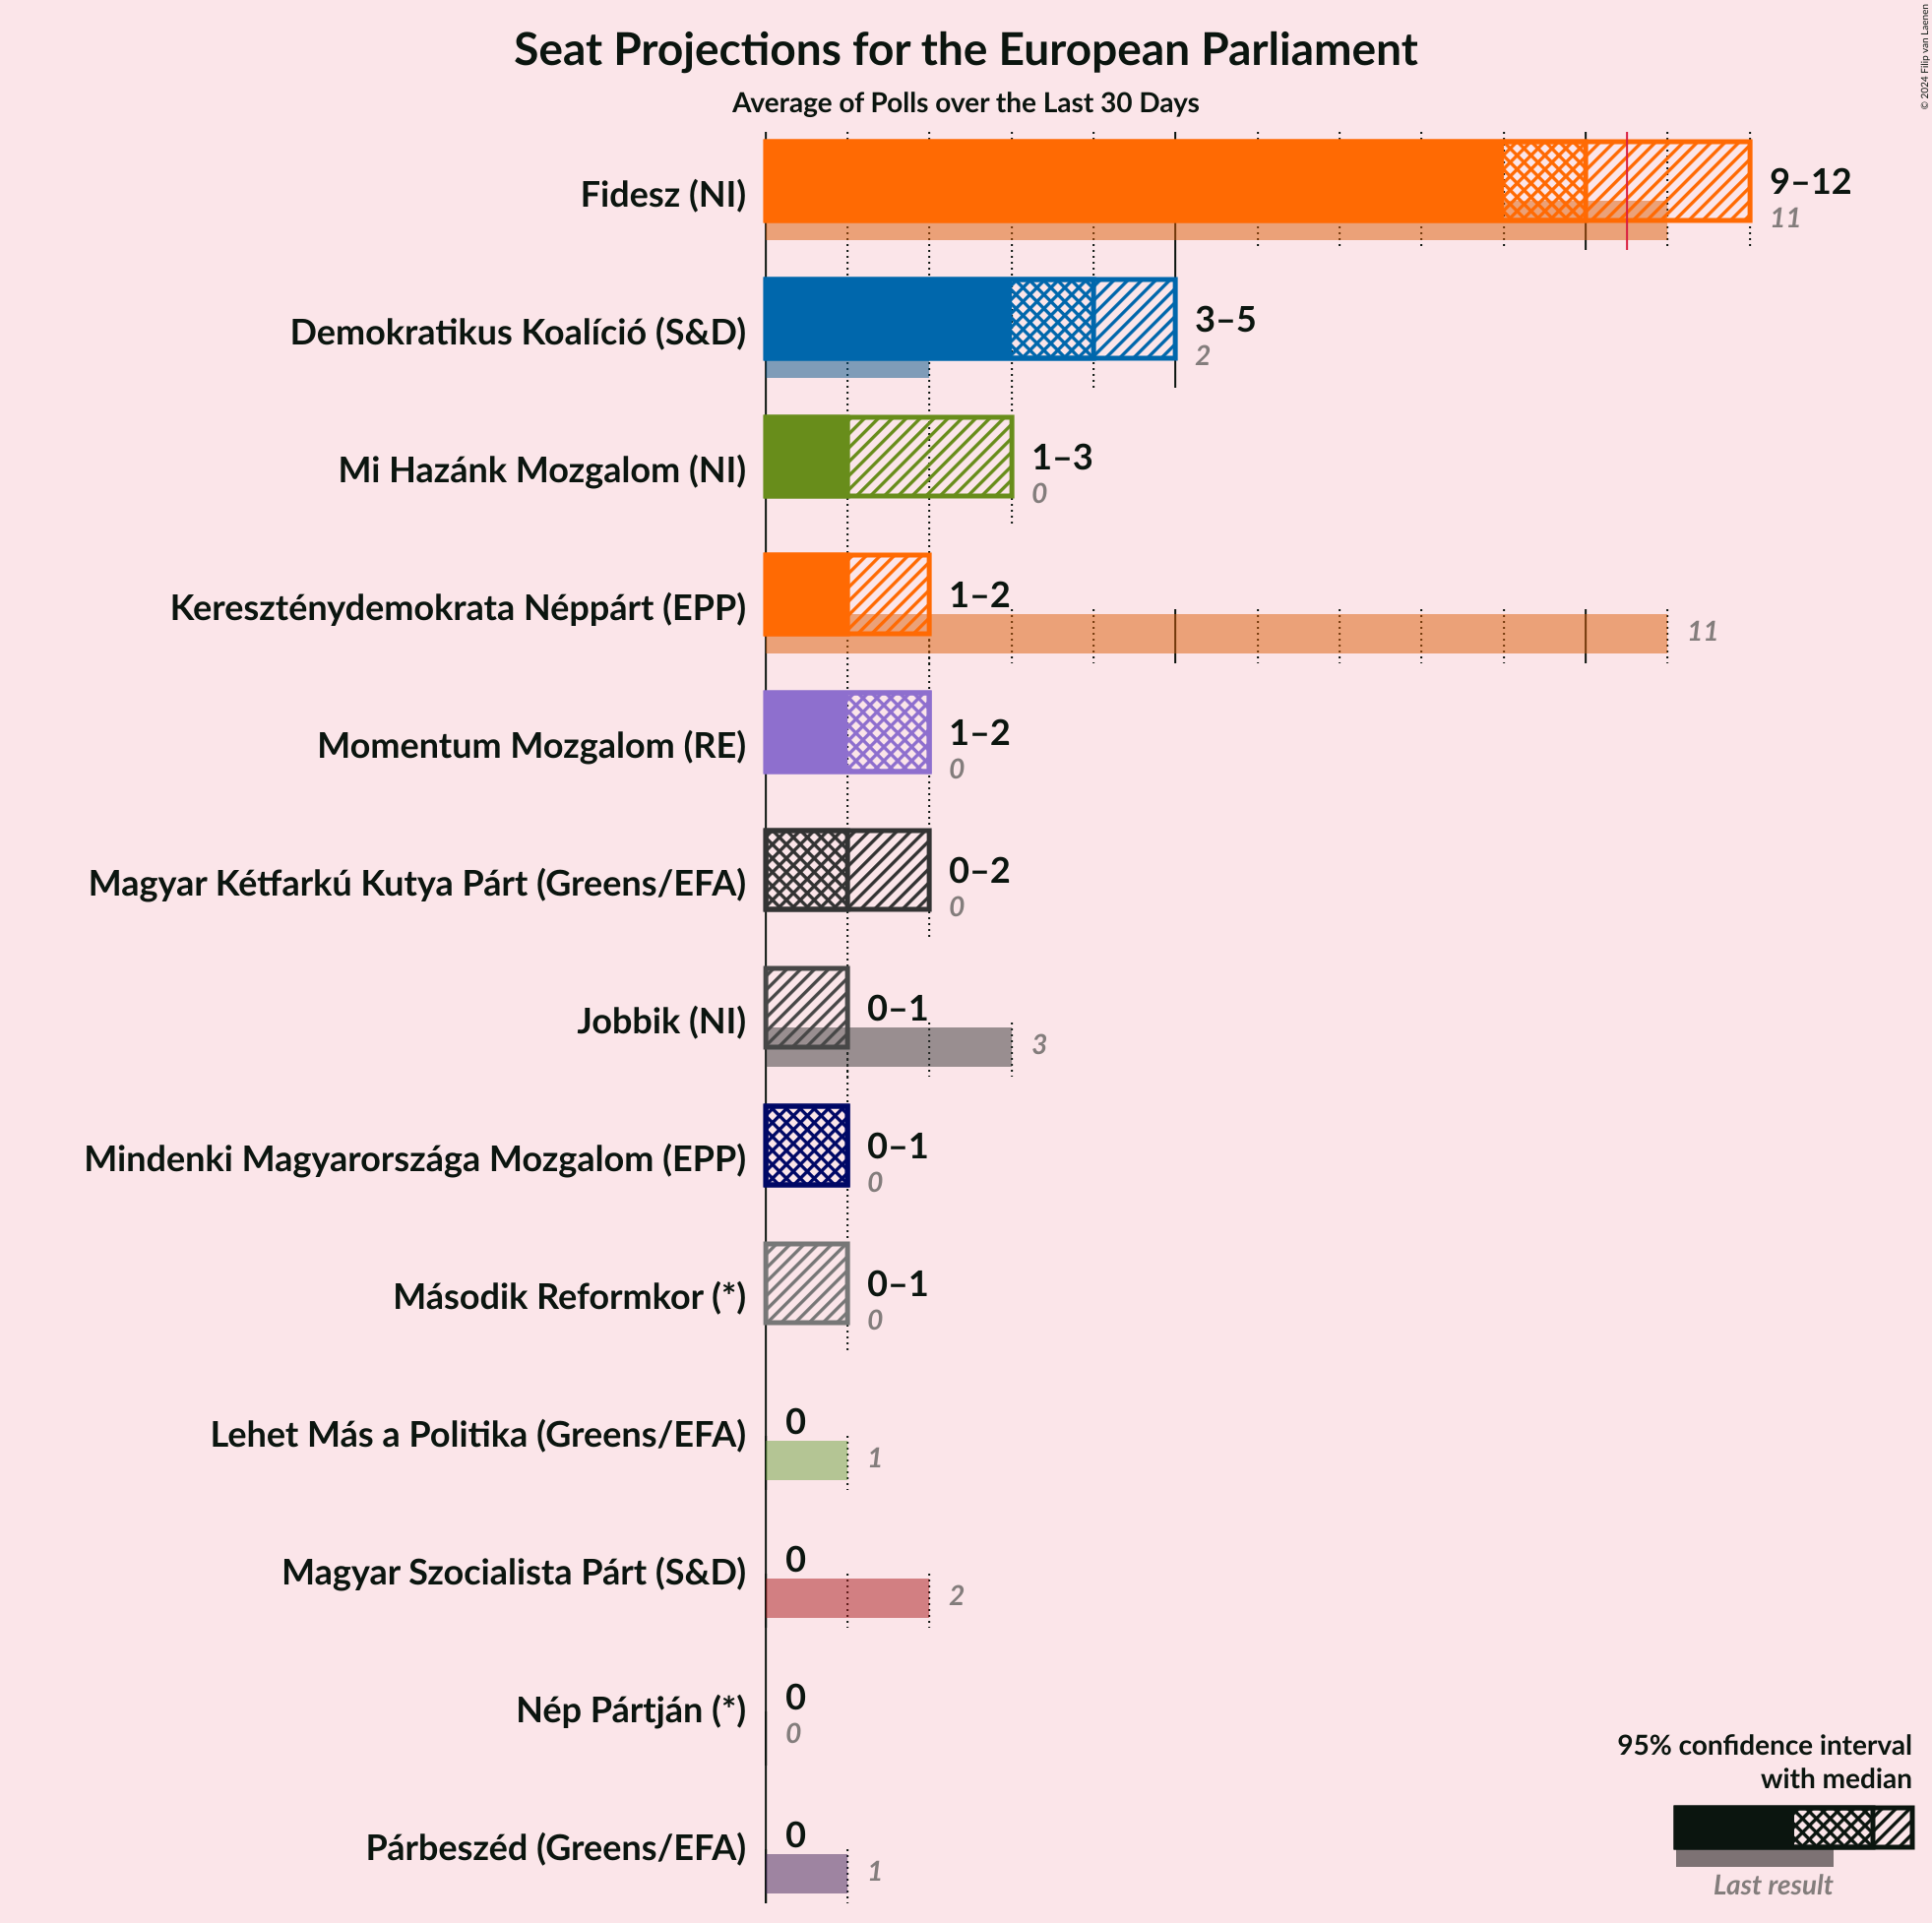 Seat Projections for the European Parliament
Average of Polls over the Last 30 Days
© 2024 Filip van Laenen
Fidesz (NI)
9–12
11
Demokratikus Koalíció (S&D)
3–5
2
Mi Hazánk Mozgalom (NI)
1–3
0
Kereszténydemokrata Néppárt (EPP)
1–2
11
Momentum Mozgalom (RE)
1–2
0
Magyar Kétfarkú Kutya Párt (Greens/EFA)
0–2
0
Jobbik (NI)
0–1
3
Mindenki Magyarországa Mozgalom (EPP)
0–1
0
Második Reformkor (*)
0–1
0
Lehet Más a Politika (Greens/EFA)
0
1
Magyar Szocialista Párt (S&D)
0
2
Nép Pártján (*)
0
0
Párbeszéd (Greens/EFA)
0
1
95% confidence interval
with median
Last result